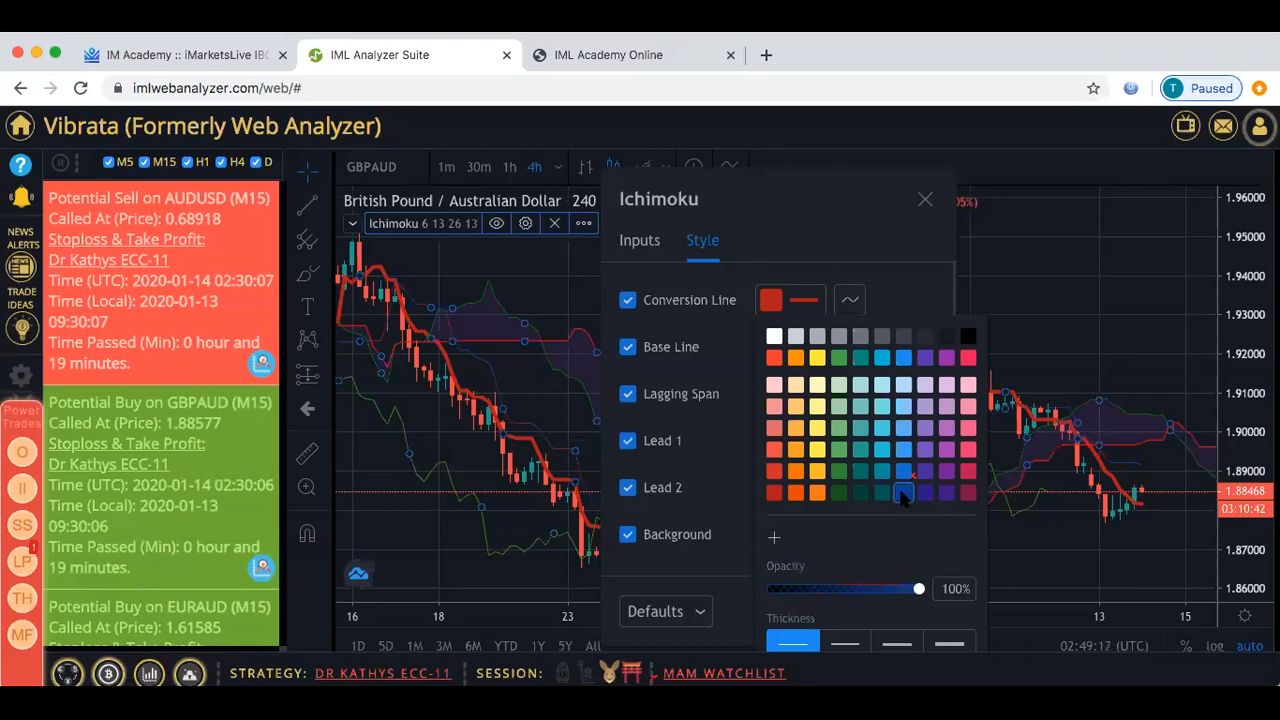 IM Academy :: iMarketsLive IBC
IML Analyzer Suite
IML Academy Online
imlwebanalyzer.com/web/#
T Paused
Vibrata (Formerly Web Analyzer)
M5 M15 H1 H4 D
GBPAUD 1m 30m 1h 4h
NEWS
ALERTS
TRADE
IDEAS
Power
Trades
O
II
SS
LP 1
TH
MF
Potential Sell on AUDUSD (M15)
Called At (Price): 0.68918
Stoploss & Take Profit:
Dr Kathys ECC-11
Time (UTC): 2020-01-14 02:30:07
Time (Local): 2020-01-13
09:30:07
Time Passed (Min): 0 hour and
19 minutes.
Potential Buy on GBPAUD (M15)
Called At (Price): 1.88577
Stoploss & Take Profit:
Dr Kathys ECC-11
Time (UTC): 2020-01-14 02:30:06
Time (Local): 2020-01-13
09:30:06
Time Passed (Min): 0 hour and
19 minutes.
Potential Buy on EURAUD (M15)
Called At (Price): 1.61585
British Pound / Australian Dollar 240
Ichimoku 6 13 26 13
05%)
Ichimoku
Inputs Style
Conversion Line
Base Line
Lagging Span
Lead 1
Lead 2
Background
Defaults
Opacity
100%
Thickness
1.96000
1.95000
1.94000
1.93000
1.92000
1.91000
1.90000
1.89000
1.88468
03:10:42
1.87000
1.86000
16 18 23 13 15
1D 5D 1M 3M 6M YTD 1Y 5Y All
02:49:17 (UTC) % log auto
STRATEGY: DR KATHYS ECC-11 SESSION: MAM WATCHLIST